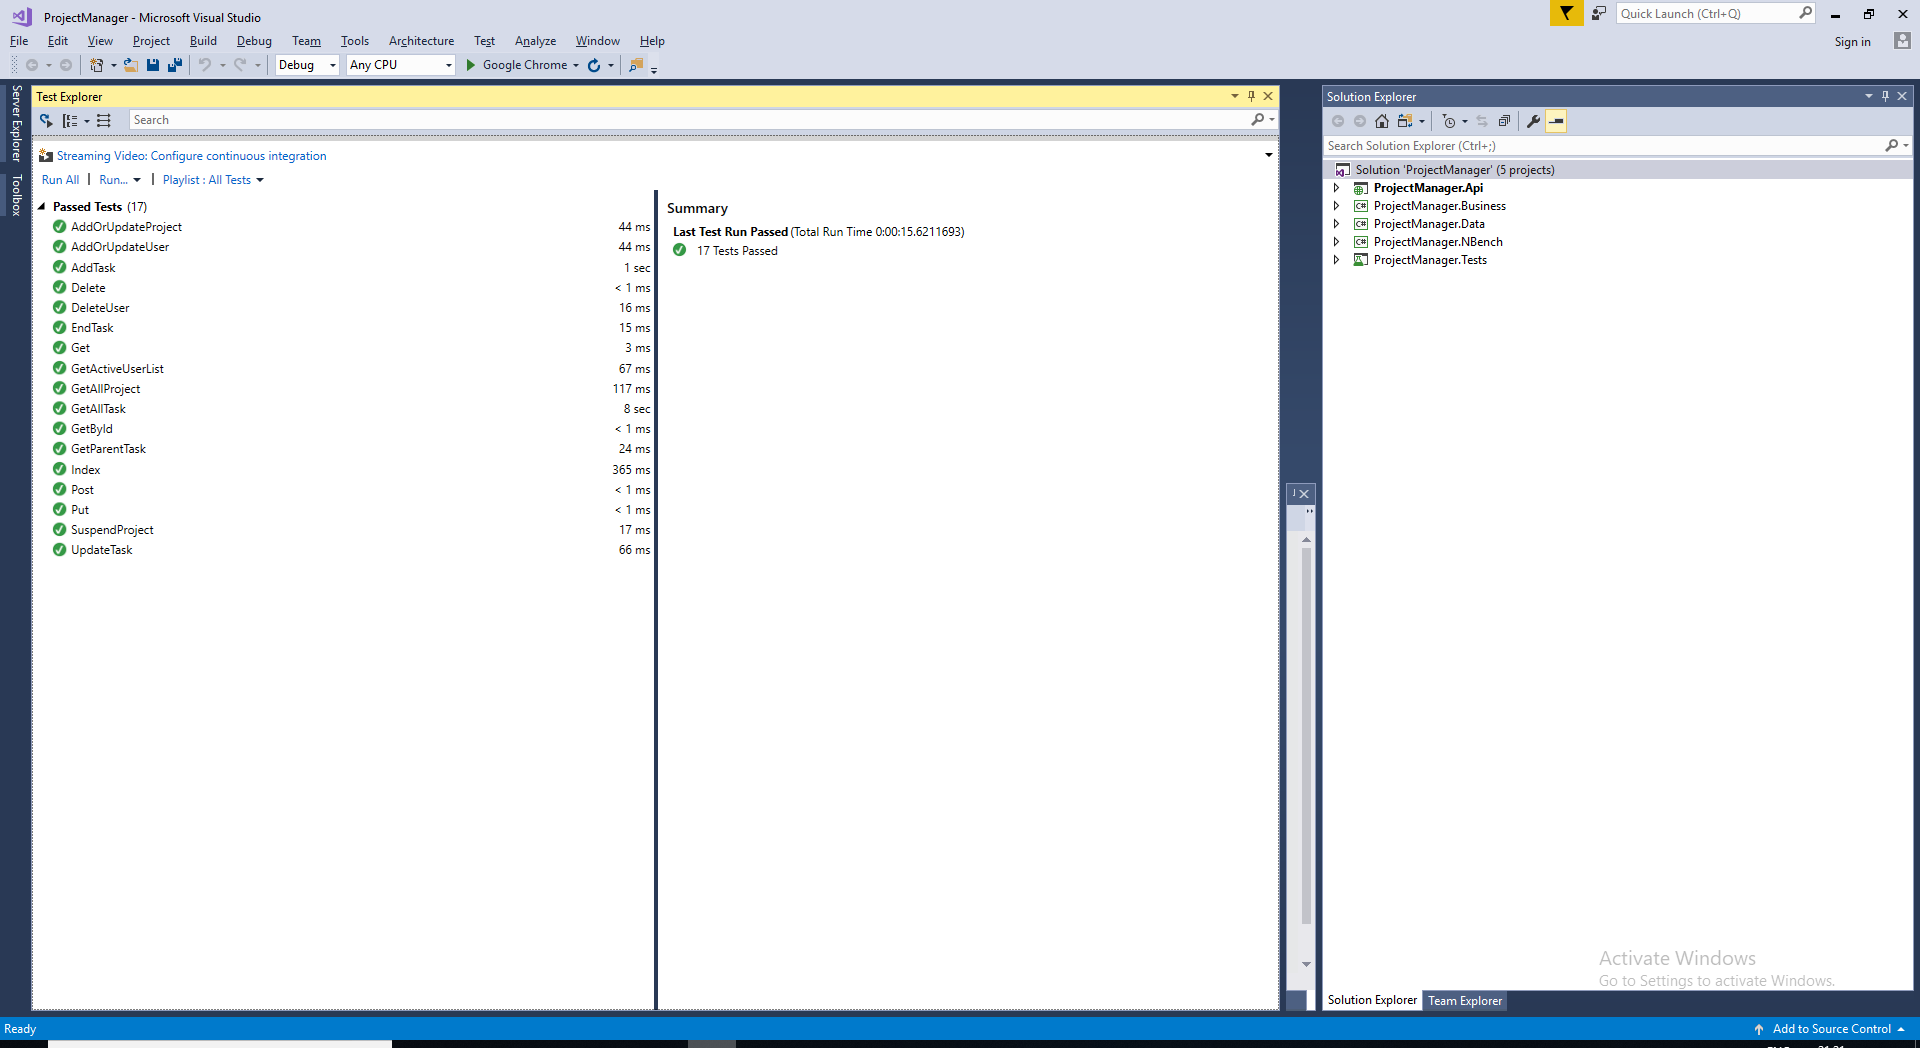 ProjectManager - Microsoft Visual Studio
Quick Launch (Ctrl+Q)
File Edit View Project Build Debug Team Tools Architecture Test Analyze Window Help
Sign in
Debug Any CPU Google Chrome
Server Explorer
Toolbox
Test Explorer
Search
Streaming Video: Configure continuous integration
Run All | Run... | Playlist : All Tests
Passed Tests (17)
AddOrUpdateProject 44 ms
AddOrUpdateUser 44 ms
AddTask 1 sec
Delete < 1 ms
DeleteUser 16 ms
EndTask 15 ms
Get 3 ms
GetActiveUserList 67 ms
GetAllProject 117 ms
GetAllTask 8 sec
GetById < 1 ms
GetParentTask 24 ms
Index 365 ms
Post < 1 ms
Put < 1 ms
SuspendProject 17 ms
UpdateTask 66 ms
Summary
Last Test Run Passed (Total Run Time 0:00:15.6211693)
17 Tests Passed
Solution Explorer
Search Solution Explorer (Ctrl+;)
Solution 'ProjectManager' (5 projects)
ProjectManager.Api
C# ProjectManager.Business
C# ProjectManager.Data
C# ProjectManager.NBench
ProjectManager.Tests
Activate Windows
Go to Settings to activate Windows.
Solution Explorer Team Explorer
Ready
Add to Source Control